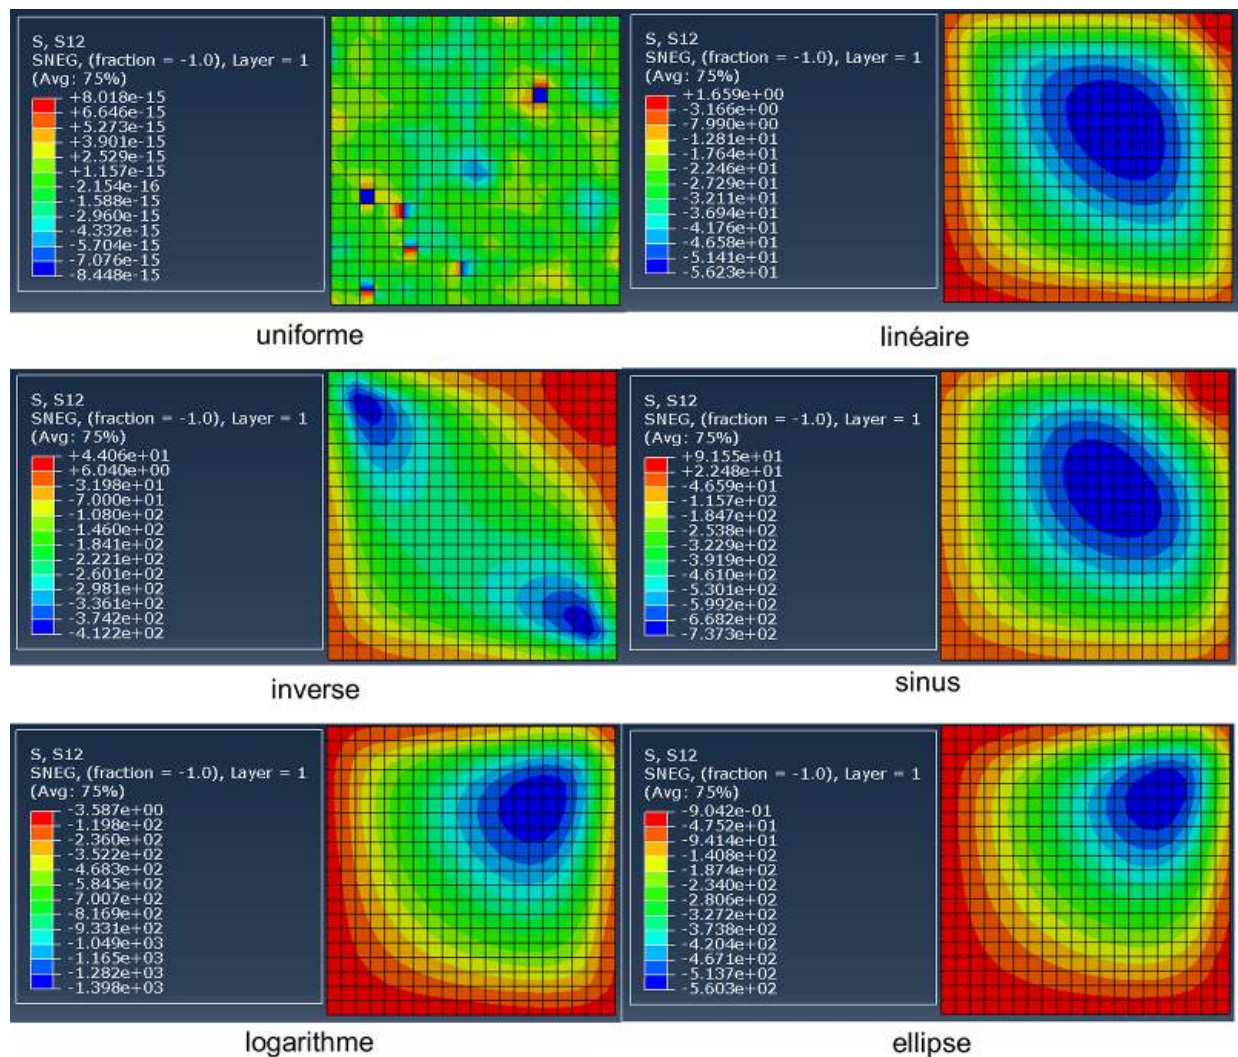 S, S12
SNEG, (fraction = -1.0), Layer = 1
(Avg: 75%)
+8.018e-15
+6.646e-15
+5.273e-15
+3.901e-15
+2.529e-15
+1.157e-15
-2.154e-16
-1.588e-15
-2.960e-15
-4.332e-15
-5.704e-15
-7.076e-15
-8.448e-15
uniforme
S, S12
SNEG, (fraction = -1.0), Layer = 1
(Avg: 75%)
+1.659e+00
-3.166e+00
-7.990e+00
-1.281e+01
-1.764e+01
-2.246e+01
-2.729e+01
-3.211e+01
-3.694e+01
-4.176e+01
-4.658e+01
-5.141e+01
-5.623e+01
linéaire
S, S12
SNEG, (fraction = -1.0), Layer = 1
(Avg: 75%)
+4.406e+01
+6.040e+00
-3.198e+01
-7.000e+01
-1.080e+02
-1.460e+02
-1.841e+02
-2.221e+02
-2.601e+02
-2.981e+02
-3.361e+02
-3.742e+02
-4.122e+02
inverse
S, S12
SNEG, (fraction = -1.0), Layer = 1
(Avg: 75%)
+9.155e+01
+2.248e+01
-4.659e+01
-1.157e+02
-1.847e+02
-2.538e+02
-3.229e+02
-3.919e+02
-4.610e+02
-5.301e+02
-5.992e+02
-6.682e+02
-7.373e+02
sinus
S, S12
SNEG, (fraction = -1.0), Layer = 1
(Avg: 75%)
-3.587e+00
-1.198e+02
-2.360e+02
-3.522e+02
-4.683e+02
-5.845e+02
-7.007e+02
-8.169e+02
-9.331e+02
-1.049e+03
-1.165e+03
-1.282e+03
-1.398e+03
logarithme
S, S12
SNEG, (fraction = -1.0), Layer = 1
(Avg: 75%)
-9.042e-01
-4.752e+01
-9.414e+01
-1.408e+02
-1.874e+02
-2.340e+02
-2.806e+02
-3.272e+02
-3.738e+02
-4.204e+02
-4.671e+02
-5.137e+02
-5.603e+02
ellipse